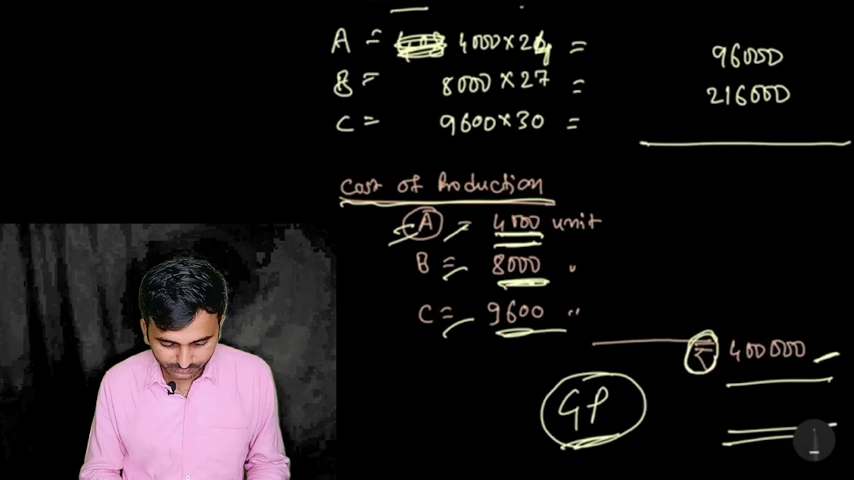 A = 4000×24 = 96000
B = 8000×27 = 216000
C = 9600×30 =
Cost of Production
A = 4000 unit
B = 8000 "
C = 9600 "
₹ 400000
GP